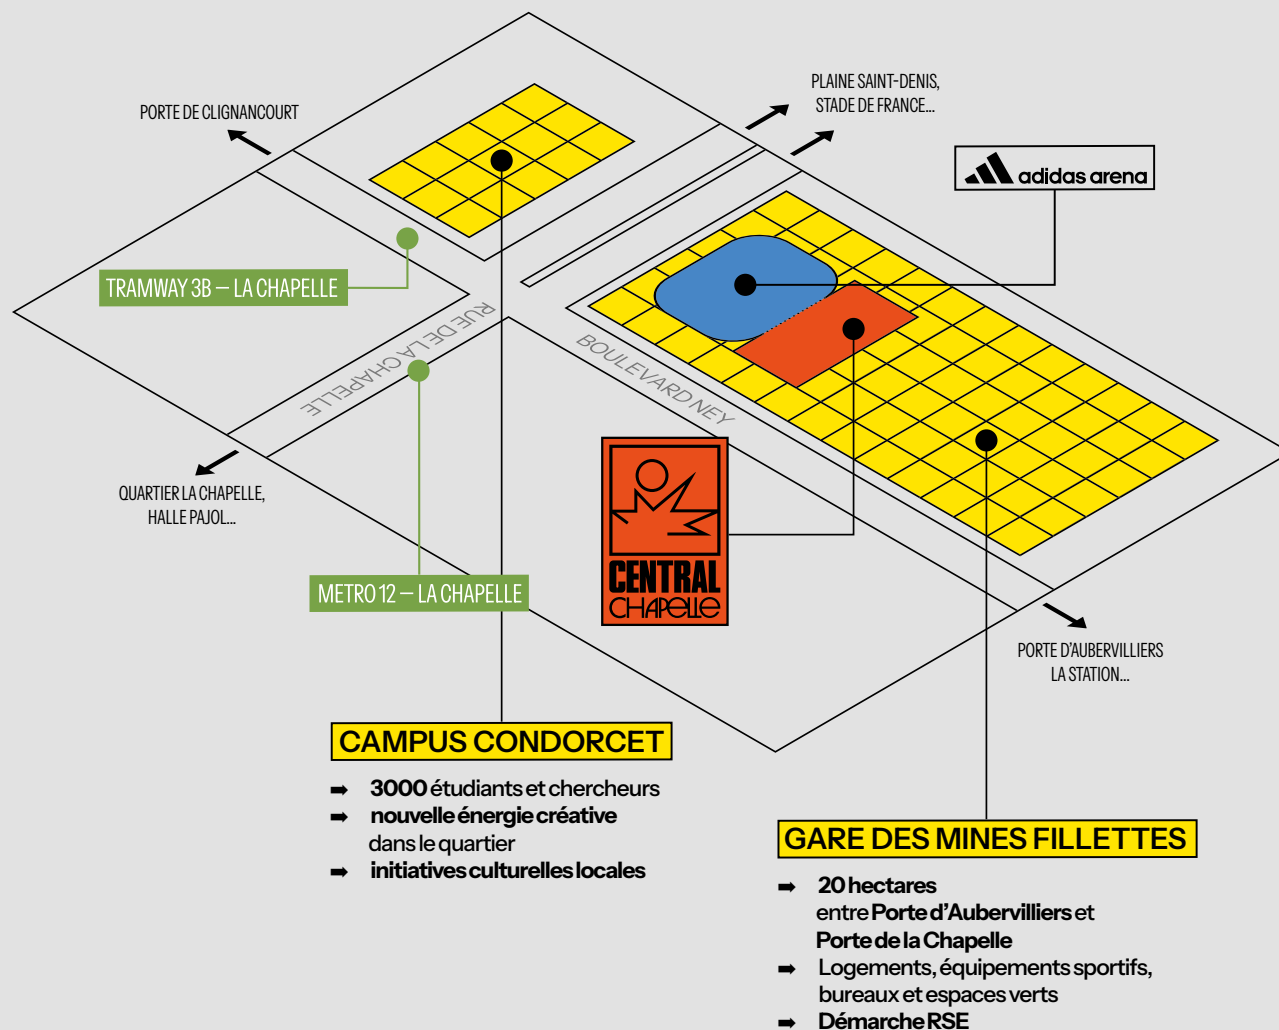 PLAINE SAINT-DENIS,
STADE DE FRANCE...
PORTE DE CLIGNANCOURT
adidas arena
TRAMWAY 3B — LA CHAPELLE
RUE DE LA CHAPELLE
BOULEVARD NEY
QUARTIER LA CHAPELLE,
HALLE PAJOL...
METRO 12 — LA CHAPELLE
CENTRAL
CHAPELLE
PORTE D'AUBERVILLIERS
LA STATION...
CAMPUS CONDORCET
➡ 3000 étudiants et chercheurs
➡ nouvelle énergie créative
dans le quartier
➡ initiatives culturelles locales
GARE DES MINES FILLETTES
➡ 20 hectares
entre Porte d'Aubervilliers et
Porte de la Chapelle
➡ Logements, équipements sportifs,
bureaux et espaces verts
➡ Démarche RSE